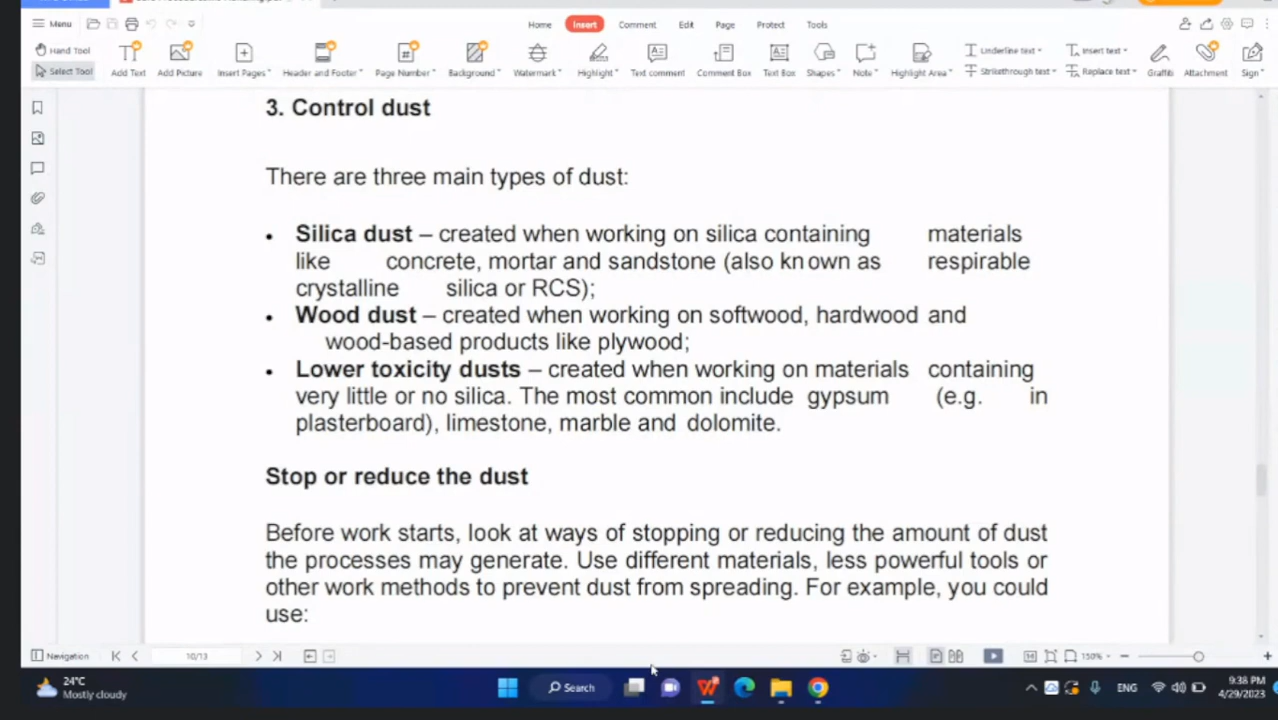 Menu
Home
Insert
Comment
Edit
Page
Protect
Tools
Hand Tool
Select Tool
Add Text
Add Picture
Insert Pages
Header and Footer
Page Number
Background
Watermark
Highlight
Text comment
Comment Box
Text Box
Shapes
Note
Highlight Area
Underline text
Strikethrough text
Insert text
Replace text
Graffiti
Attachment
Sign
3. Control dust
There are three main types of dust:
• Silica dust – created when working on silica containing materials
like concrete, mortar and sandstone (also known as respirable
crystalline silica or RCS);
• Wood dust – created when working on softwood, hardwood and
wood-based products like plywood;
• Lower toxicity dusts – created when working on materials containing
very little or no silica. The most common include gypsum (e.g. in
plasterboard), limestone, marble and dolomite.
Stop or reduce the dust
Before work starts, look at ways of stopping or reducing the amount of dust
the processes may generate. Use different materials, less powerful tools or
other work methods to prevent dust from spreading. For example, you could
use:
Navigation
10/13
150%
24°C
Mostly cloudy
Search
ENG
9:38 PM
4/29/2023